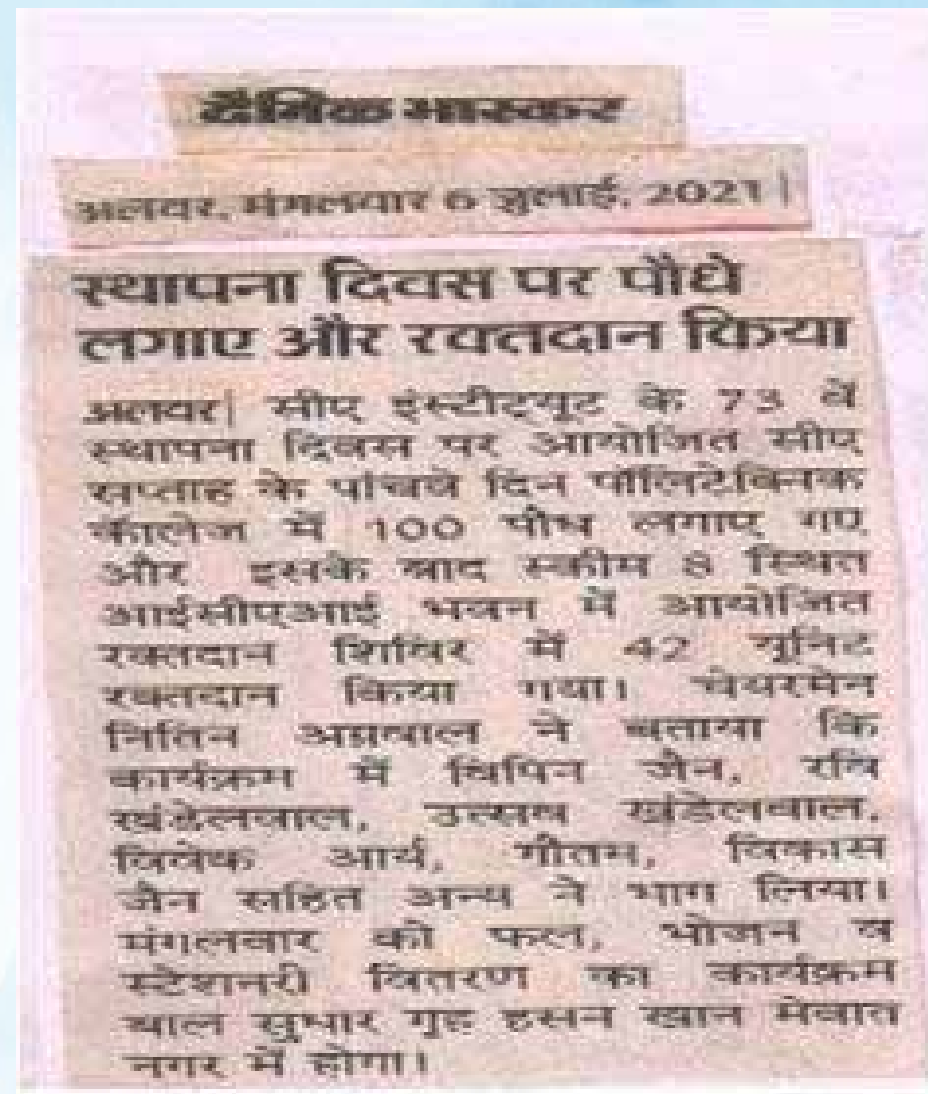 दैनिक भास्कर
अलवर, मंगलवार 6 जुलाई, 2021
स्थापना दिवस पर पौधे
लगाए और रक्तदान किया
अलवर| सीए इंस्टीट्यूट के 73 वें
स्थापना दिवस पर आयोजित सीए
सप्ताह के पांचवे दिन पॉलिटेक्निक
कॉलेज में 100 पौध लगाए गए
और इसके बाद स्कीम 8 स्थित
आईसीएआई भवन में आयोजित
रक्तदान शिविर में 42 यूनिट
रक्तदान किया गया। चेयरमेन
नितिन अग्रवाल ने बताया कि
कार्यक्रम में विपिन जैन, रवि
खंडेलवाल, उत्सव खंडेलवाल,
विवेक आर्य, गौतम, विकास
जैन सहित अन्य ने भाग लिया।
मंगलवार को फल, भोजन व
स्टेशनरी वितरण का कार्यक्रम
बाल सुधार गृह हसन खान मेवात
नगर में होगा।